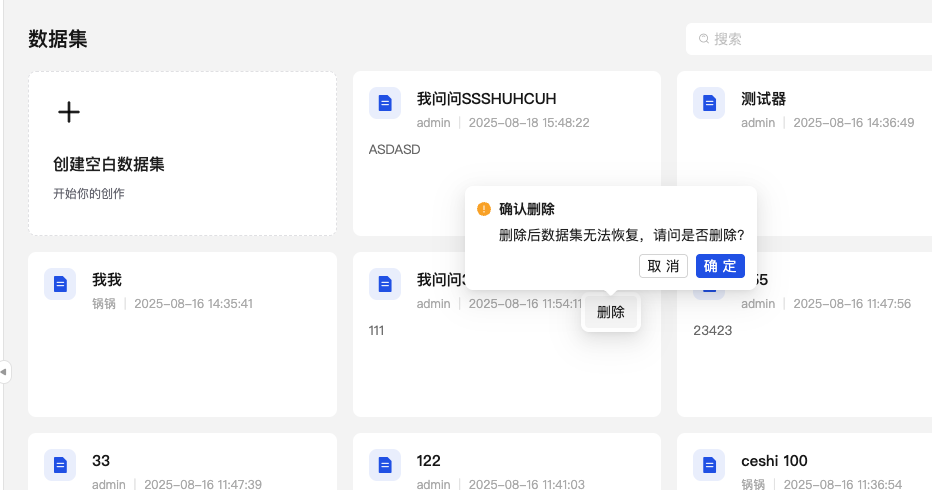 数据集
搜索
创建空白数据集
开始你的创作
我问问SSSHUHCUH
admin 2025-08-18 15:48:22
ASDASD
测试器
admin 2025-08-16 14:36:49
确认删除
删除后数据集无法恢复，请问是否删除?
取 消
确 定
我我
锅锅 2025-08-16 14:35:41
我问问
admin 2025-08-16 11:54:11
111
删除
55
admin 2025-08-16 11:47:56
23423
33
admin 2025-08-16 11:47:39
122
admin 2025-08-16 11:41:03
ceshi 100
锅锅 2025-08-16 11:36:54